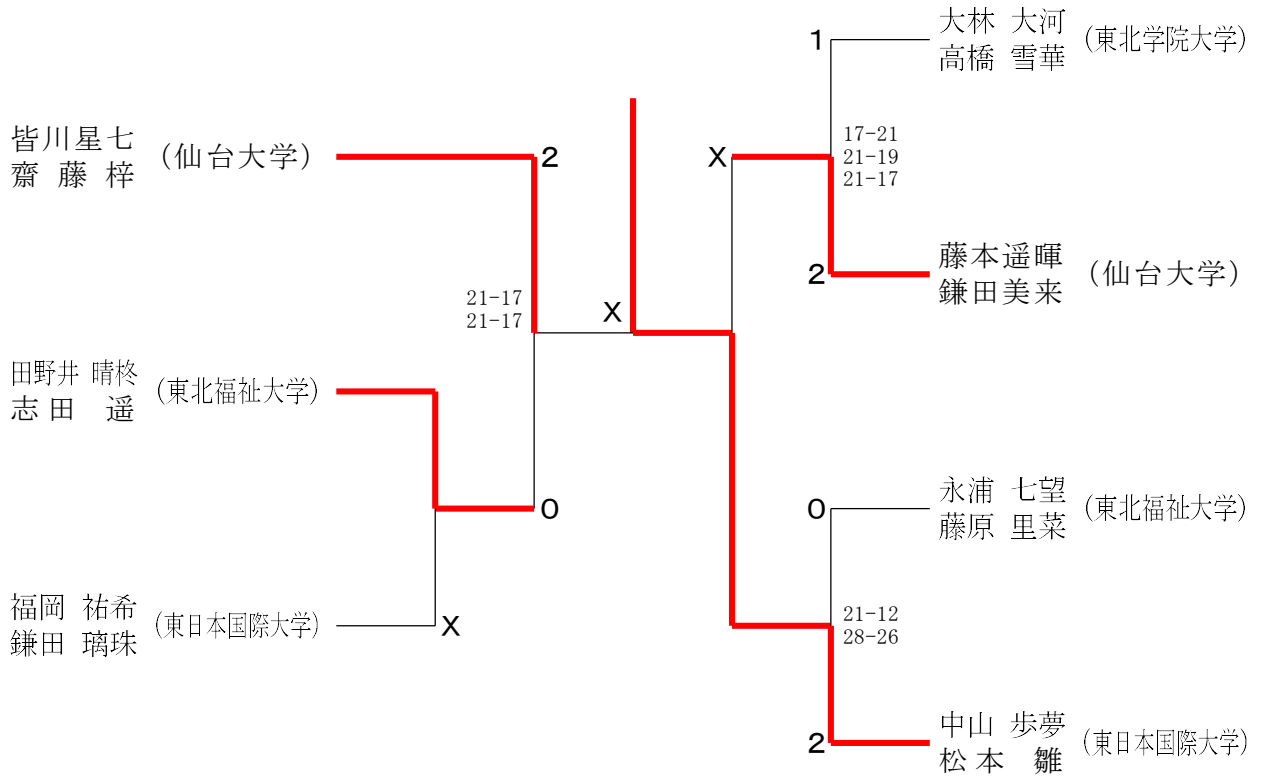 皆川星七
齋藤梓
（仙台大学）
2
21-17
21-17
田野井 晴柊
志田 遥
（東北福祉大学）
0
福岡 祐希
鎌田 璃珠
（東日本国際大学）
X
X
大林 大河
高橋 雪華
（東北学院大学）
1
17-21
21-19
21-17
X
藤本遥暉
鎌田美来
（仙台大学）
2
永浦 七望
藤原 里菜
（東北福祉大学）
0
21-12
28-26
中山 歩夢
松本 雛
（東日本国際大学）
2